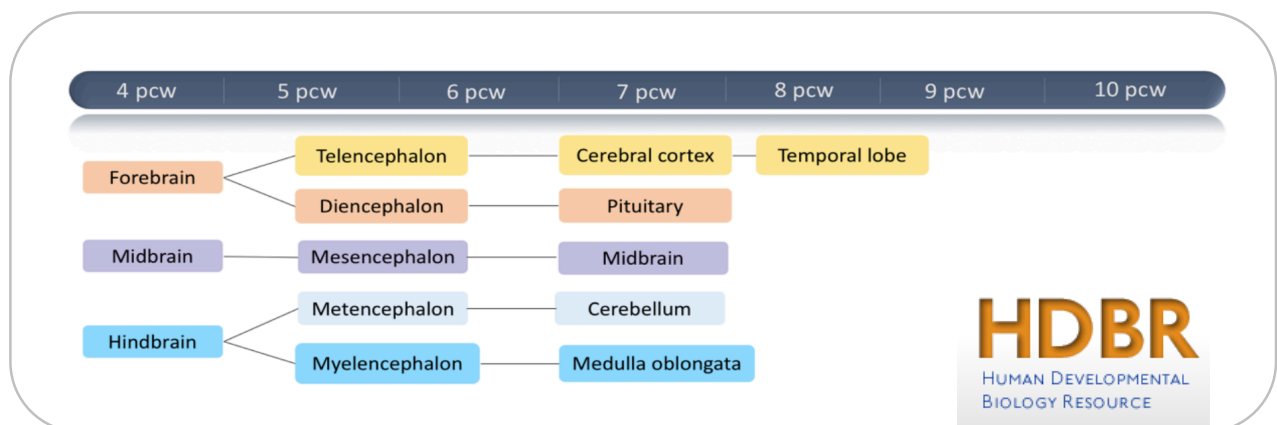 4 pcw 5 pcw 6 pcw 7 pcw 8 pcw 9 pcw 10 pcw
Telencephalon Cerebral cortex Temporal lobe
Forebrain
Diencephalon Pituitary
Midbrain Mesencephalon Midbrain
Metencephalon Cerebellum
Hindbrain
Myelencephalon Medulla oblongata
HDBR
HUMAN DEVELOPMENTAL
BIOLOGY RESOURCE